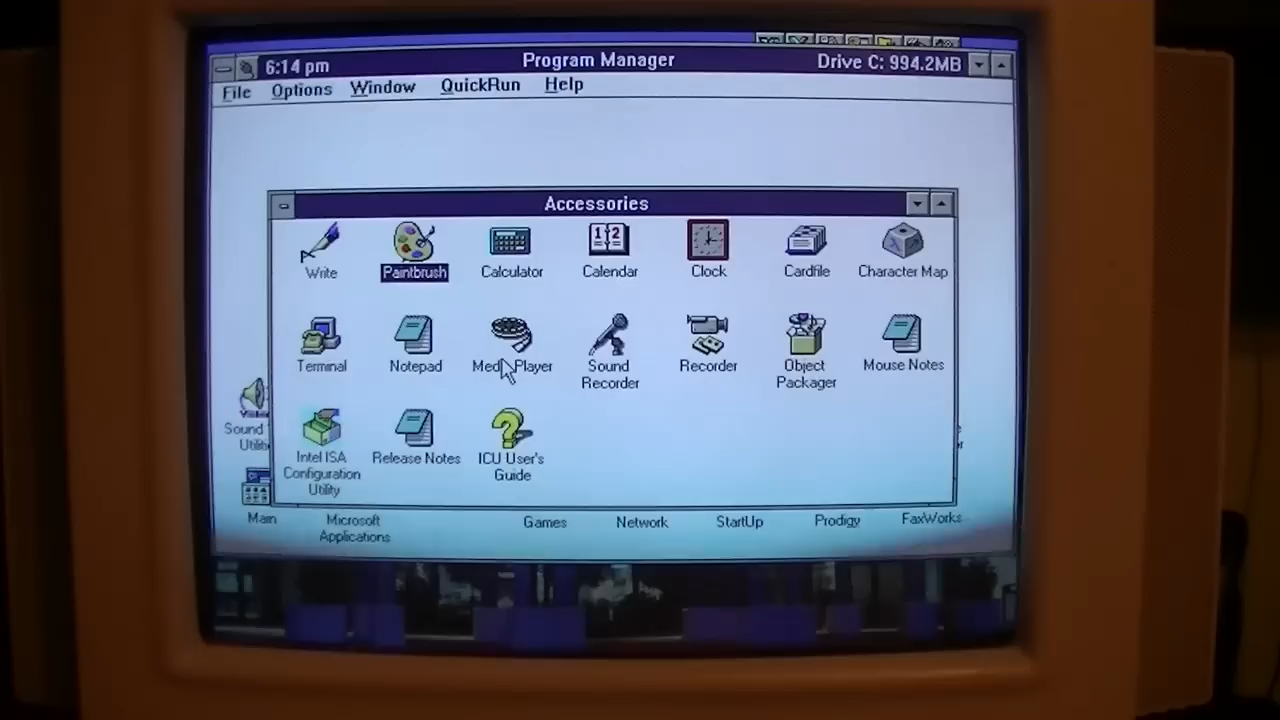 6:14 pm Program Manager Drive C: 994.2MB
File Options Window QuickRun Help
Accessories
Write Paintbrush Calculator Calendar Clock Cardfile Character Map
Terminal Notepad Media Player Sound Recorder Recorder Object Packager Mouse Notes
Intel ISA Configuration Utility Release Notes ICU User's Guide
Sound
Main Microsoft Applications Games Network StartUp Prodigy FaxWorks